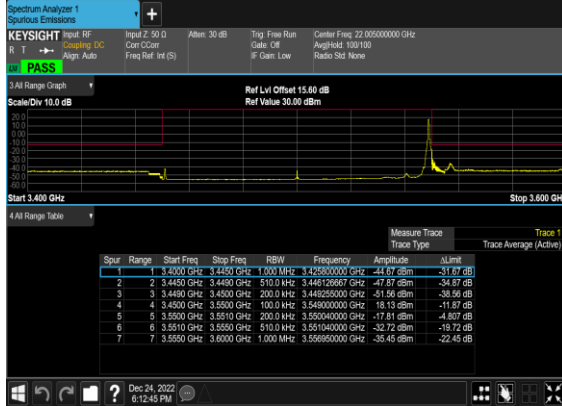 Spectrum Analyzer 1
Spurious Emissions
+
KEYSIGHT Input: RF Input Z: 50 Ω Atten: 30 dB Trig: Free Run Center Freq: 22.005000000 GHz
R T Coupling: DC Corr CCorr Gate: Off Avg|Hold: 100/100
Align: Auto Freq Ref: Int (S) IF Gain: Low Radio Std: None
PASS
3 All Range Graph
Ref Lvl Offset 15.60 dB
Scale/Div 10.0 dB Ref Value 30.00 dBm
20.0
10.0
0.00
-10.0
-20.0
-30.0
-40.0
-50.0
-60.0
Start 3.400 GHz Stop 3.600 GH
4 All Range Table
Measure Trace Trace 1
Trace Type Trace Average (Active)
Spur Range Start Freq Stop Freq RBW Frequency Amplitude ΔLimit
1 1 3.4000 GHz 3.4450 GHz 1.000 MHz 3.425800000 GHz -44.67 dBm -31.67 dB
2 2 3.4450 GHz 3.4490 GHz 510.0 kHz 3.446126667 GHz -47.87 dBm -34.87 dB
3 3 3.4490 GHz 3.4500 GHz 200.0 kHz 3.449255000 GHz -51.56 dBm -38.56 dB
4 4 3.4500 GHz 3.5500 GHz 100.0 kHz 3.549000000 GHz 18.13 dBm -11.87 dB
5 5 3.5500 GHz 3.5510 GHz 200.0 kHz 3.550040000 GHz -17.81 dBm -4.807 dB
6 6 3.5510 GHz 3.5550 GHz 510.0 kHz 3.551040000 GHz -32.72 dBm -19.72 dB
7 7 3.5550 GHz 3.6000 GHz 1.000 MHz 3.556950000 GHz -35.45 dBm -22.45 dB
? Dec 24, 2022
6:12:45 PM